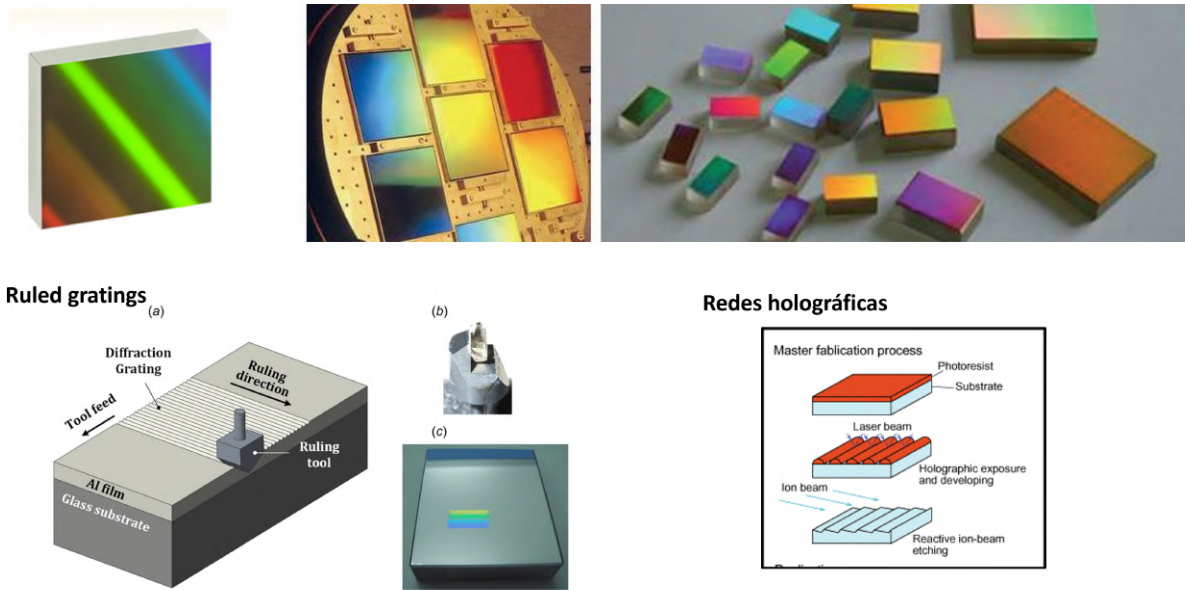 Ruled gratings
(a)
Diffraction
Grating
Ruling
direction
Tool feed
Ruling
tool
Al film
Glass substrate
(b)
(c)
Redes holográficas
Master fablication process
Photoresist
Substrate
Laser beam
Holographic exposure
and developing
Ion beam
Reactive ion-beam
etching